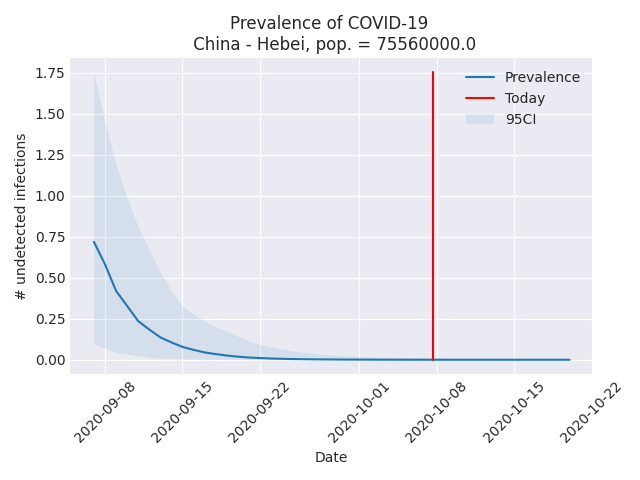 Prevalence of COVID-19
China - Hebei, pop. = 75560000.0
1.75
1.50
1.25
1.00
0.75
0.50
0.25
0.00
# undetected infections
Prevalence
Today
95CI
2020-09-08
2020-09-15
2020-09-22
2020-10-01
2020-10-08
2020-10-15
2020-10-22
Date